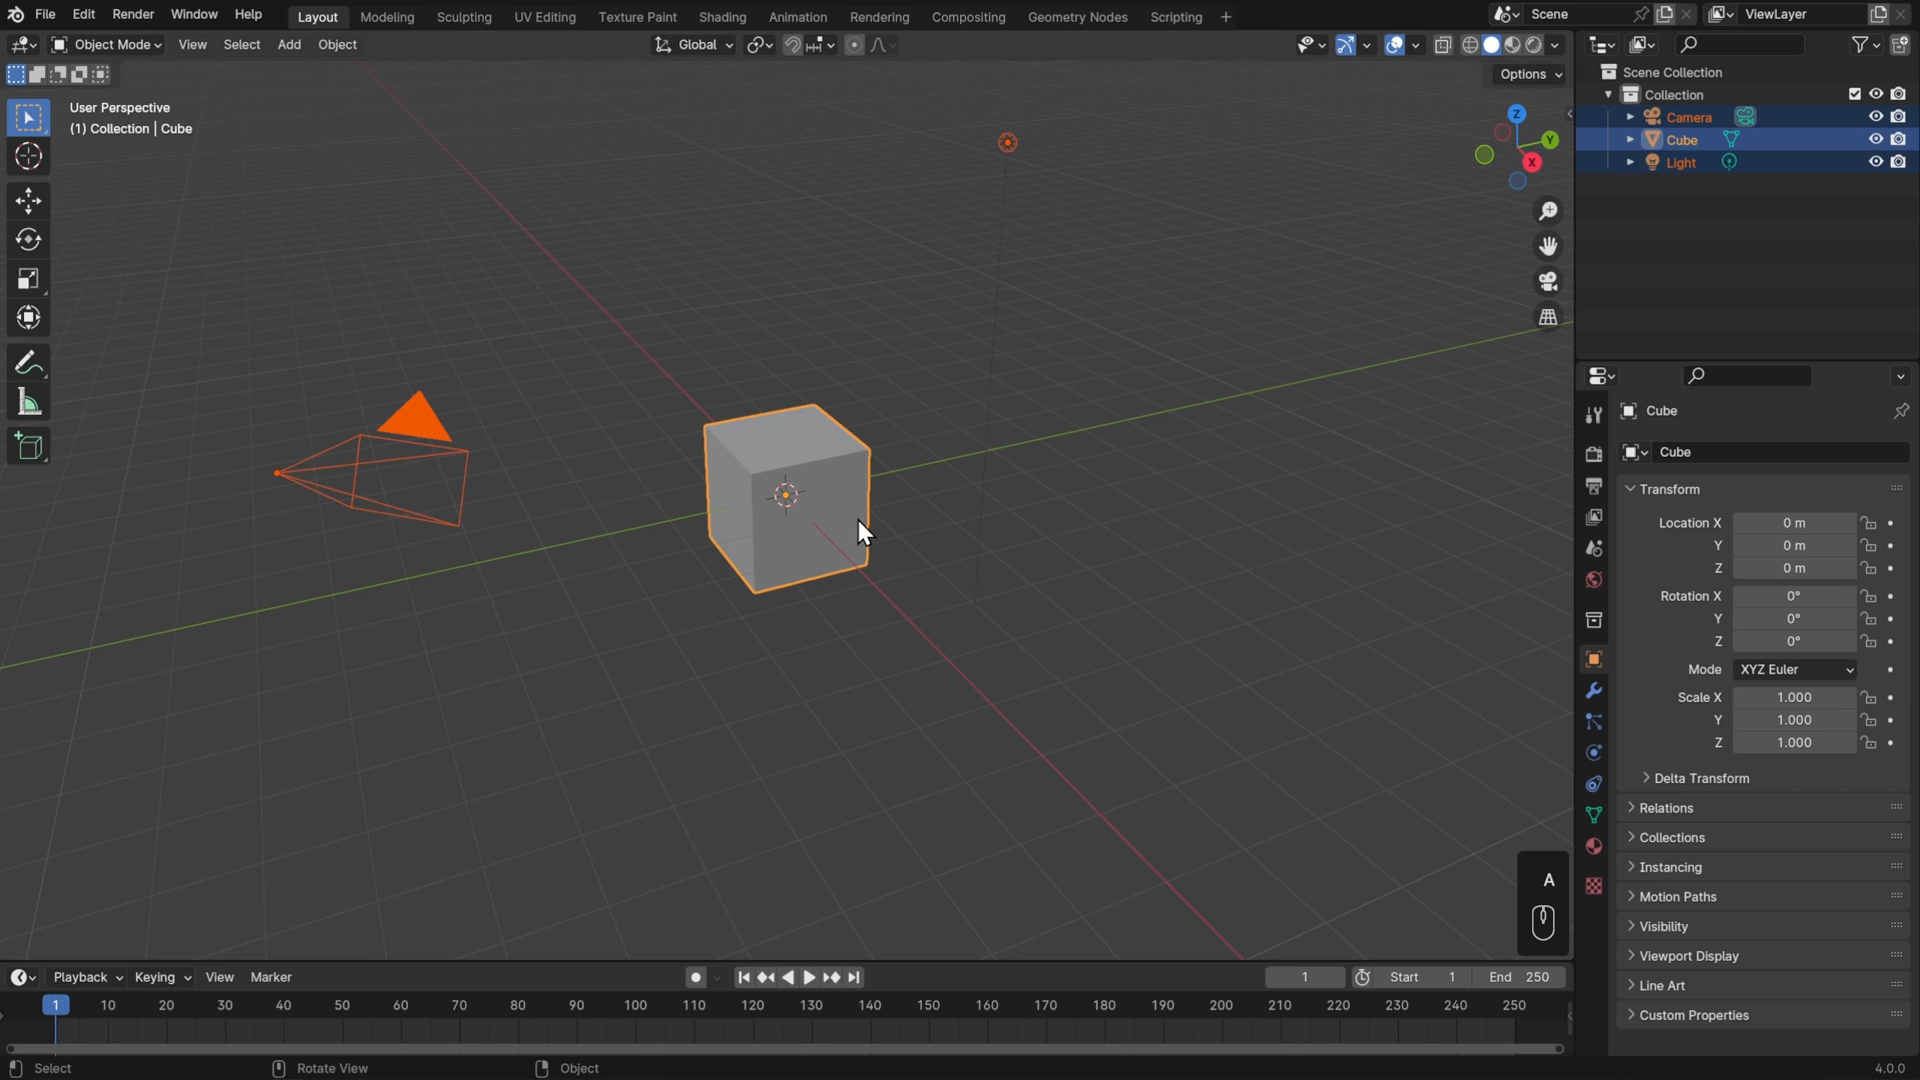 File Edit Render Window Help
Layout Modeling Sculpting UV Editing Texture Paint Shading Animation Rendering Compositing Geometry Nodes Scripting +
Scene
ViewLayer
Object Mode View Select Add Object
Global
Options
User Perspective
(1) Collection | Cube
Z
Y
X
Scene Collection
Collection
Camera
Cube
Light
Cube
Cube
Transform
Location X 0 m
Y 0 m
Z 0 m
Rotation X 0°
Y 0°
Z 0°
Mode XYZ Euler
Scale X 1.000
Y 1.000
Z 1.000
Delta Transform
Relations
Collections
Instancing
Motion Paths
Visibility
Viewport Display
Line Art
Custom Properties
A
Playback Keying View Marker
1 Start 1 End 250
1 10 20 30 40 50 60 70 80 90 100 110 120 130 140 150 160 170 180 190 200 210 220 230 240 250
Select Rotate View Object 4.0.0